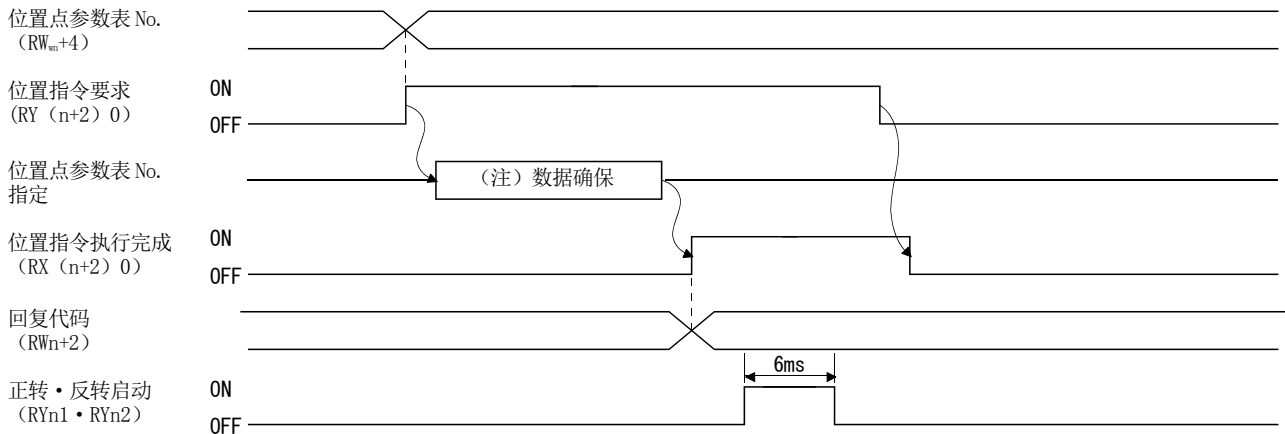 位置点参数表 No.
（RWwn+4）
位置指令要求
(RY（n+2）0）
ON
OFF
位置点参数表 No.
指定
（注）数据确保
位置指令执行完成
（RX（n+2）0）
ON
OFF
回复代码
（RWn+2）
6ms
正转・反转启动
（RYn1・RYn2）
ON
OFF